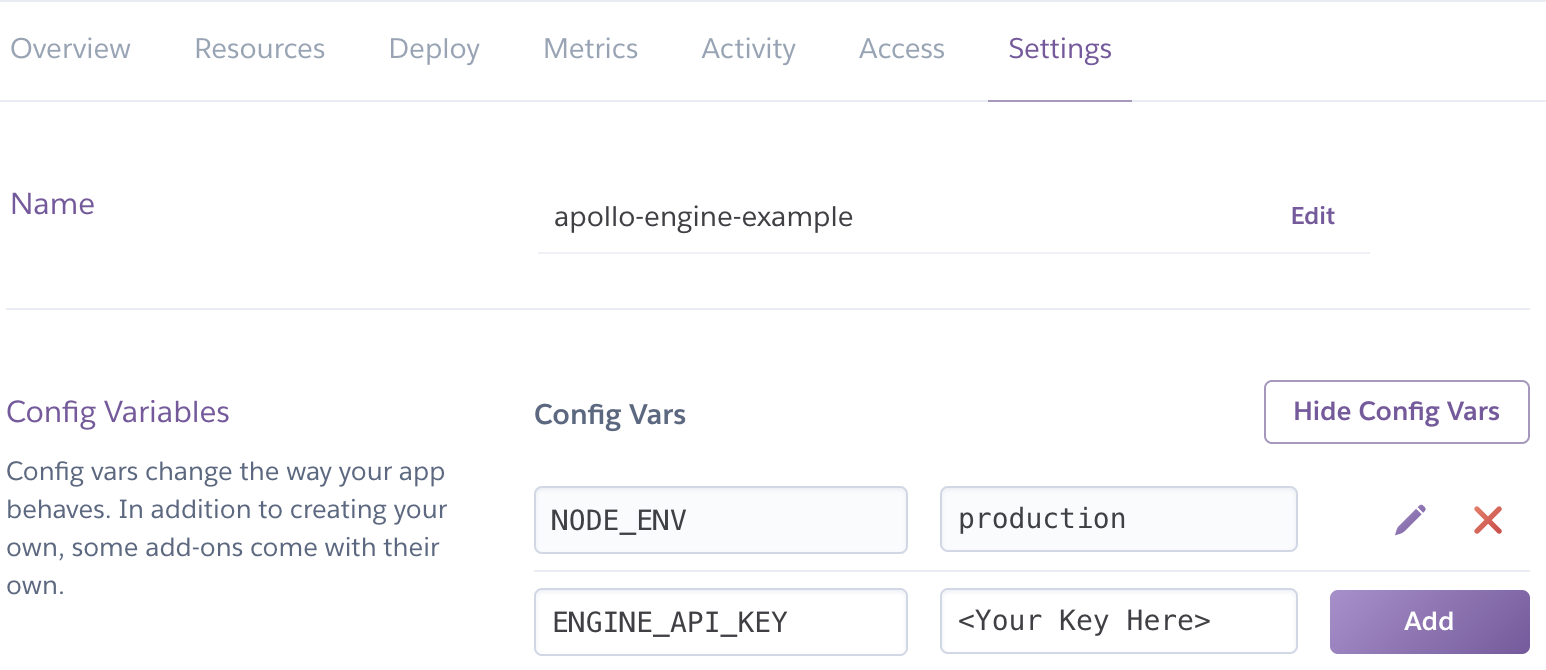 Overview Resources Deploy Metrics Activity Access Settings
Name
apollo-engine-example Edit
Config Variables
Config vars change the way your app
behaves. In addition to creating your
own, some add-ons come with their
own.
Config Vars Hide Config Vars
NODE_ENV production
ENGINE_API_KEY <Your Key Here> Add